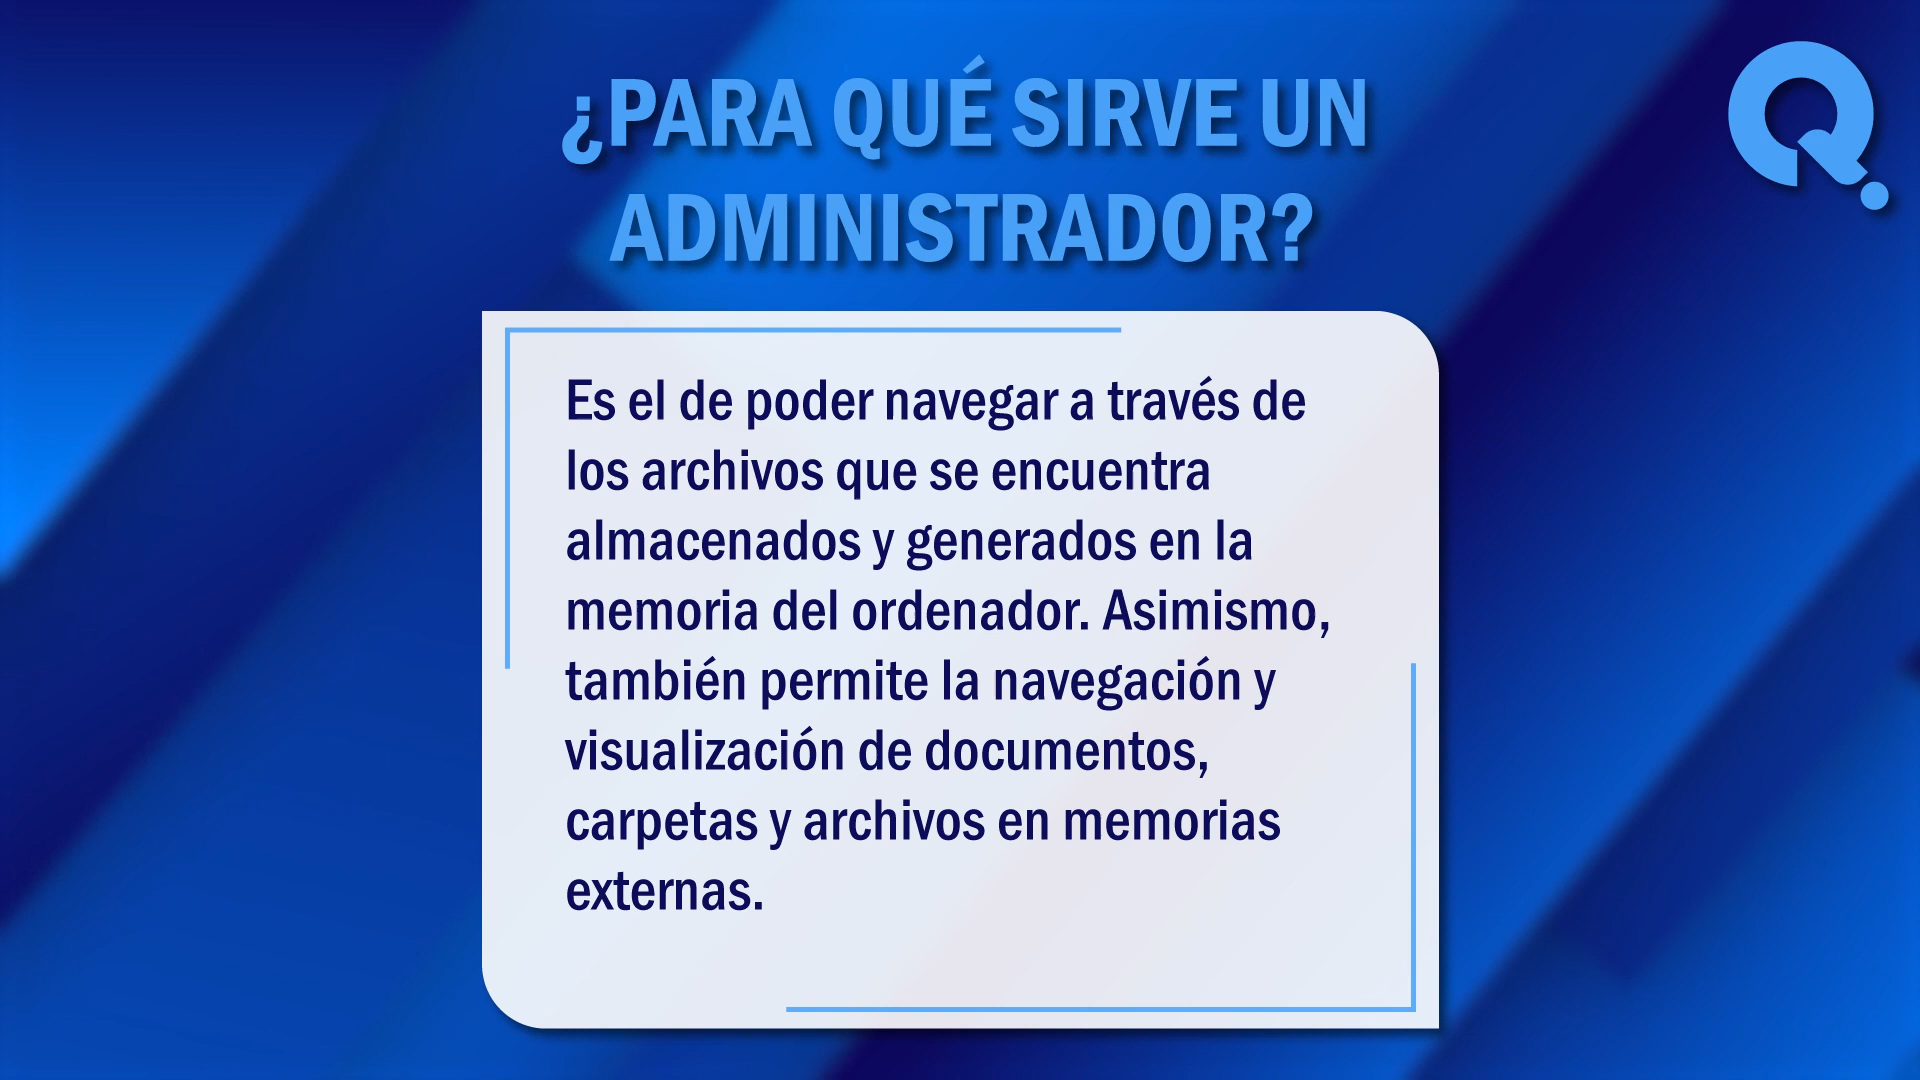 ¿PARA QUÉ SIRVE UN
ADMINISTRADOR?
Es el de poder navegar a través de
los archivos que se encuentra
almacenados y generados en la
memoria del ordenador. Asimismo,
también permite la navegación y
visualización de documentos,
carpetas y archivos en memorias
externas.